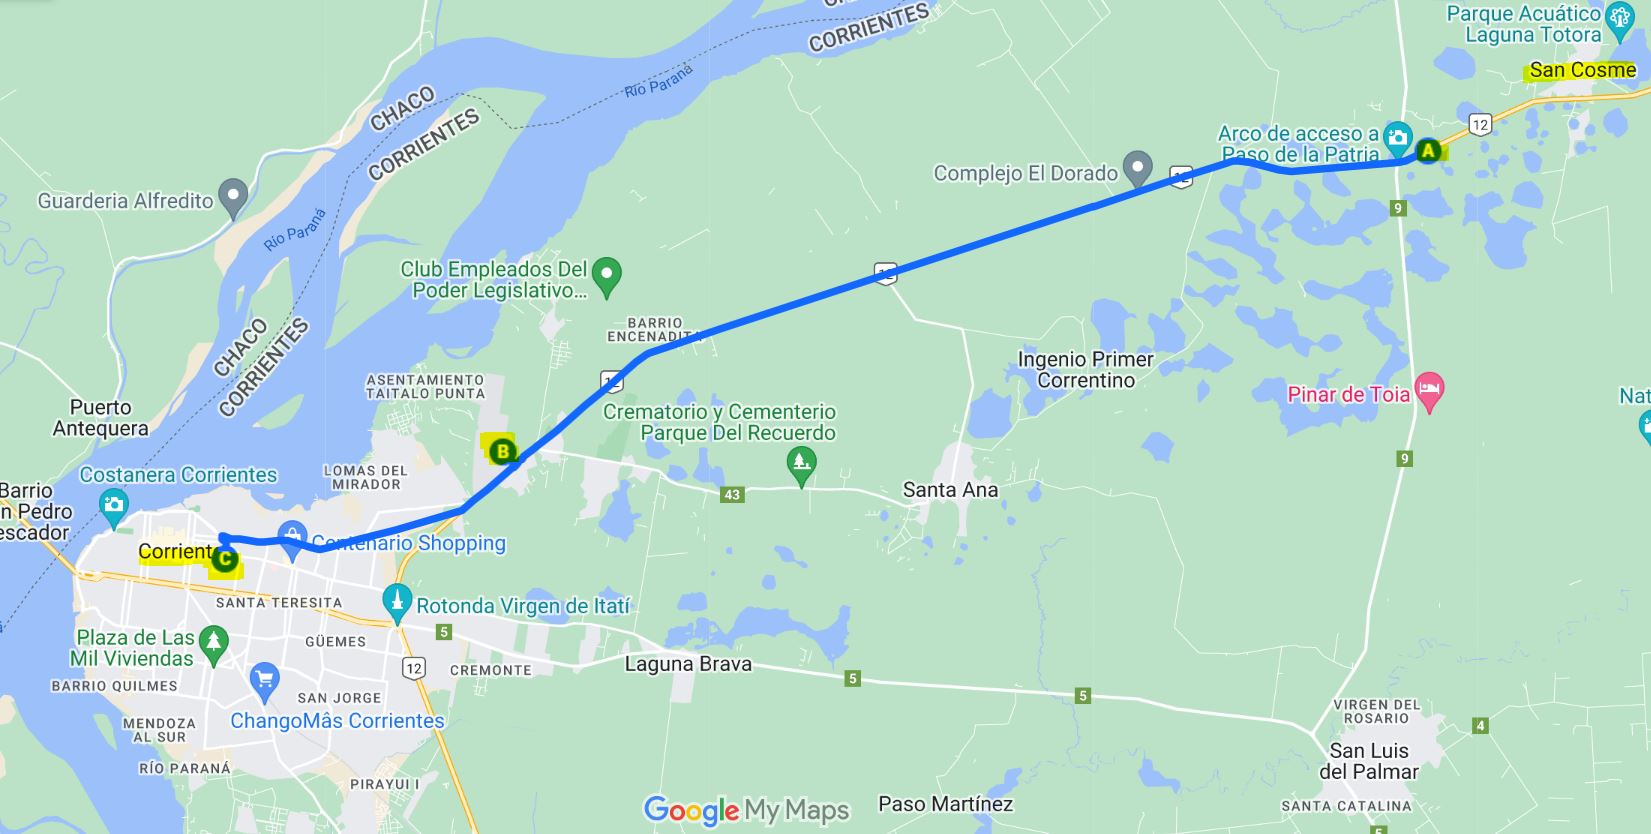 CHACO
CORRIENTES
Parque Acuático
Laguna Totora
San Cosme
Río Paraná
CHACO
CORRIENTES
12
Arco de acceso a
Paso de la Patria
A
Complejo El Dorado
12
Guarderia Alfredito
9
Río Paraná
Club Empleados Del
Poder Legislativo...
12
BARRIO
ENCENADITA
CHACO
CORRIENTES
Ingenio Primer
Correntino
ASENTAMIENTO
TAITALO PUNTA
12
Pinar de Toia
Nat
Puerto
Antequera
Crematorio y Cementerio
Parque Del Recuerdo
B
9
Costanera Corrientes
LOMAS DEL
MIRADOR
43
Santa Ana
Barrio
n Pedro
escador
Corrient
C
Centenario Shopping
SANTA TERESITA
Rotonda Virgen de Itatí
5
Plaza de Las
Mil Viviendas
GÜEMES
12
CREMONTE
Laguna Brava
5
5
BARRIO QUILMES
SAN JORGE
ChangoMâs Corrientes
MENDOZA
AL SUR
VIRGEN DEL
ROSARIO
4
San Luis
del Palmar
RÍO PARANÁ
PIRAYUI I
Google My Maps
Paso Martínez
SANTA CATALINA
5